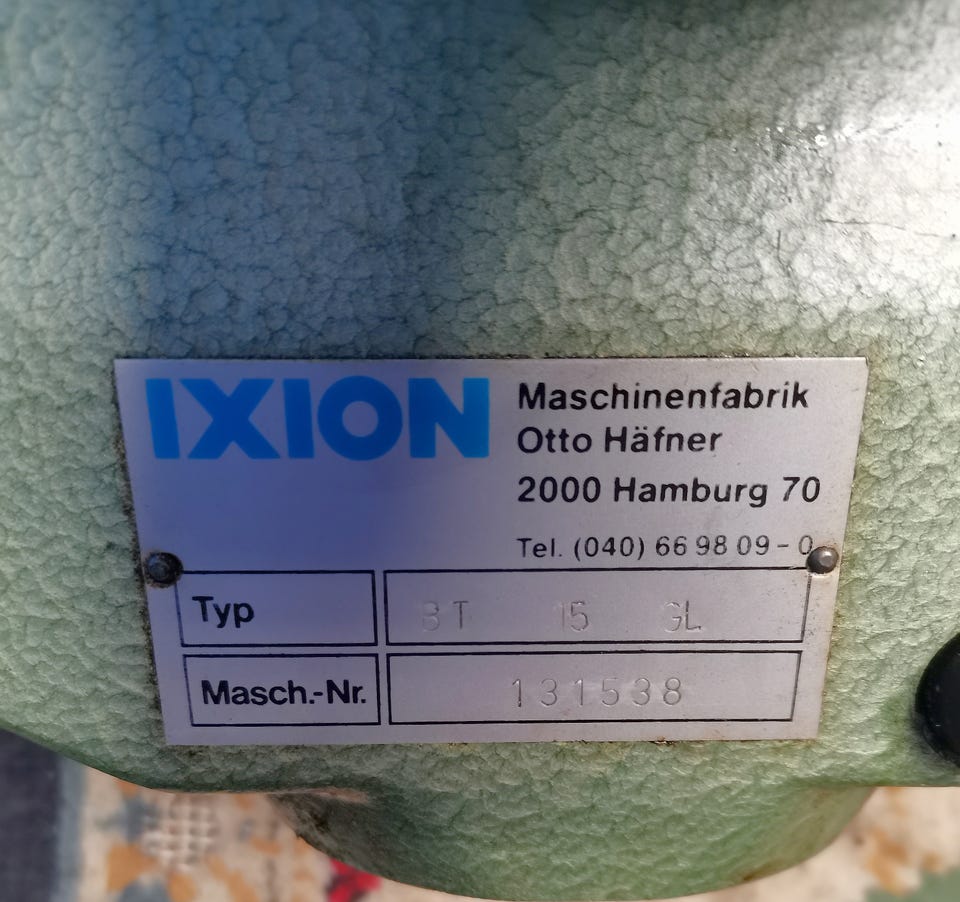 IXION
Maschinenfabrik
Otto Häfner
2000 Hamburg 70
Tel. (040) 66 98 09 - 0
Typ BT 15 GL
Masch.-Nr. 131538